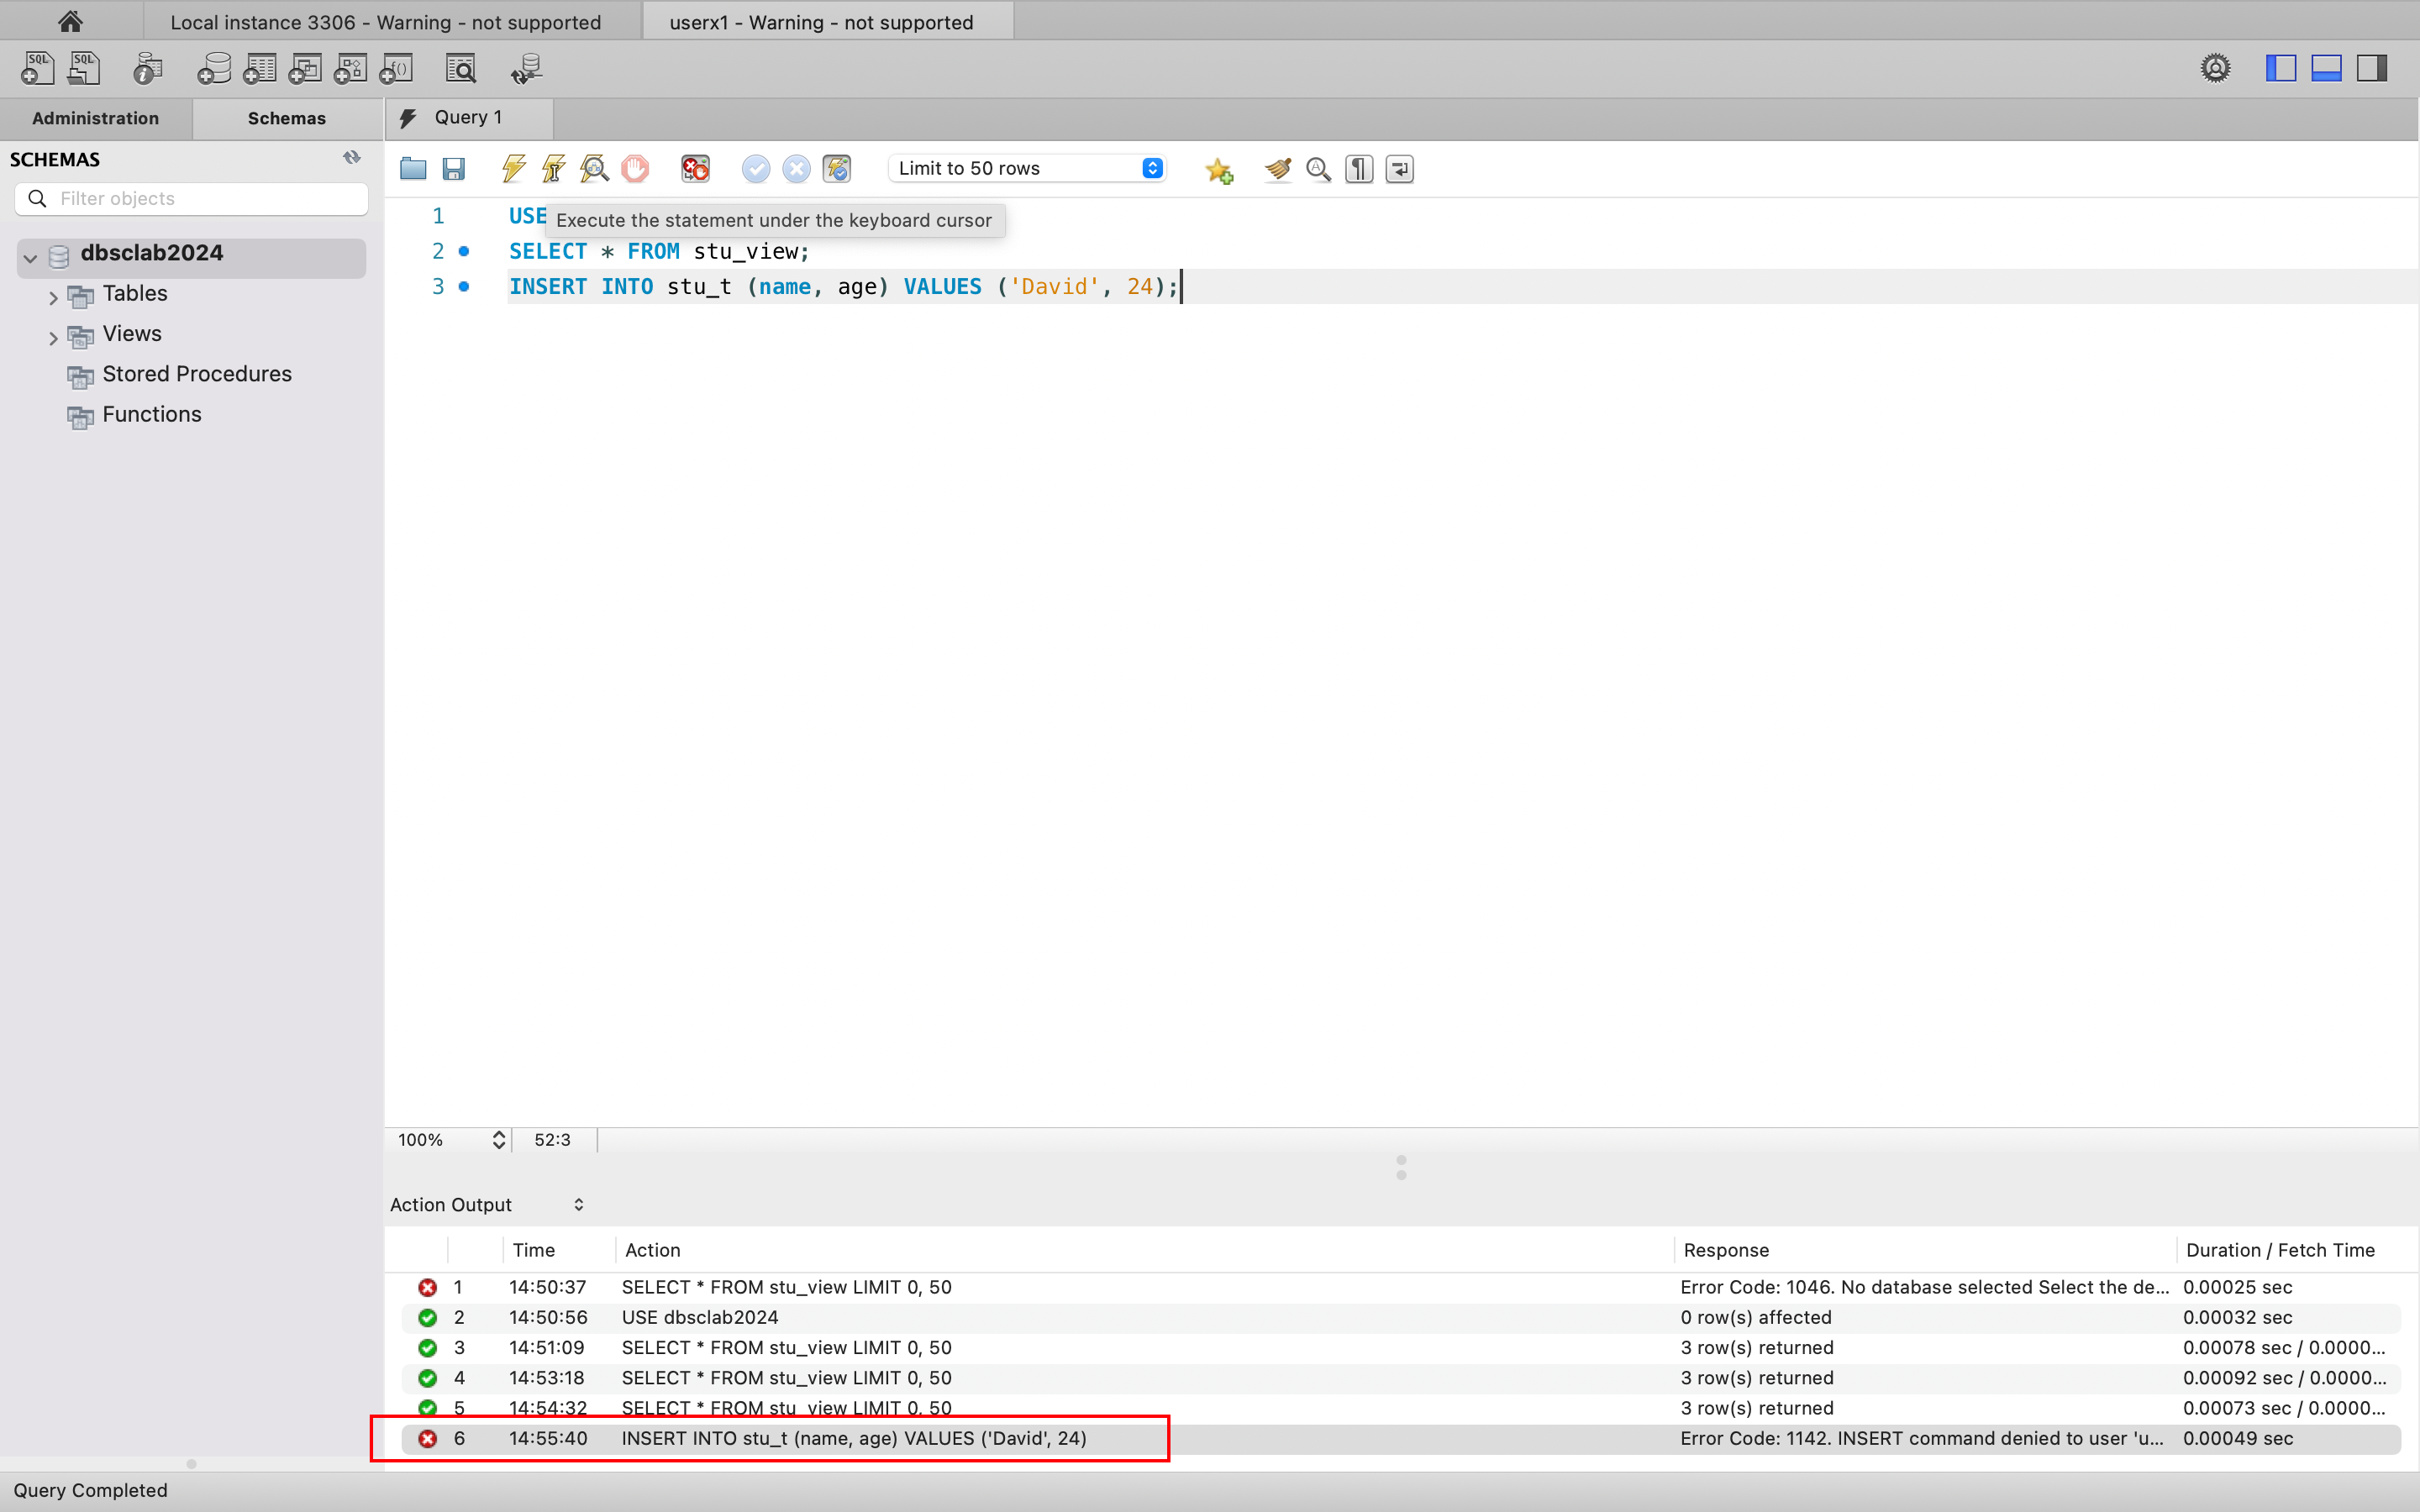 Local instance 3306 - Warning - not supported
userx1 - Warning - not supported
SQL
SQL
Administration
Schemas
Query 1
SCHEMAS
Filter objects
Limit to 50 rows
dbsclab2024
Tables
Views
Stored Procedures
Functions
1 USE
Execute the statement under the keyboard cursor
2 SELECT * FROM stu_view;
3 INSERT INTO stu_t (name, age) VALUES ('David', 24);
100% 52:3
Action Output
Time Action Response Duration / Fetch Time
1 14:50:37 SELECT * FROM stu_view LIMIT 0, 50 Error Code: 1046. No database selected Select the de... 0.00025 sec
2 14:50:56 USE dbsclab2024 0 row(s) affected 0.00032 sec
3 14:51:09 SELECT * FROM stu_view LIMIT 0, 50 3 row(s) returned 0.00078 sec / 0.0000...
4 14:53:18 SELECT * FROM stu_view LIMIT 0, 50 3 row(s) returned 0.00092 sec / 0.0000...
5 14:54:32 SELECT * FROM stu_view LIMIT 0, 50 3 row(s) returned 0.00073 sec / 0.0000...
6 14:55:40 INSERT INTO stu_t (name, age) VALUES ('David', 24) Error Code: 1142. INSERT command denied to user 'u... 0.00049 sec
Query Completed